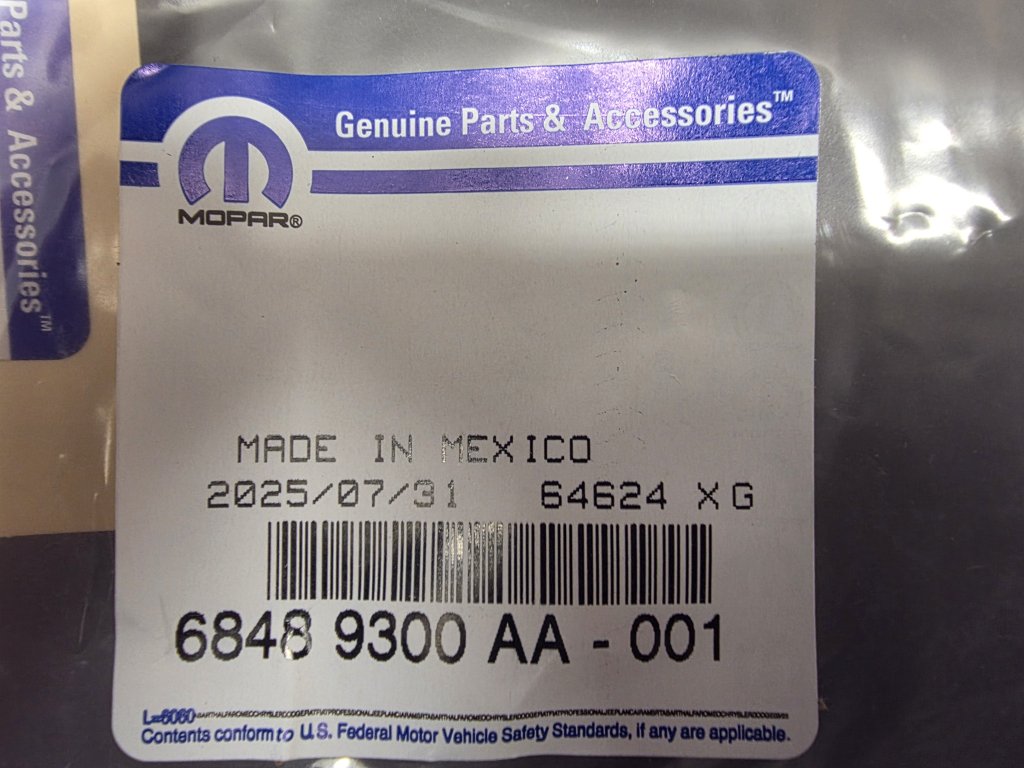 Parts & Accessories™
Genuine Parts & Accessories™
MOPAR®
MADE IN MEXICO
2025/07/31 64624 XG
6848 9300 AA - 001
L=6060
Contents conform to U.S. Federal Motor Vehicle Safety Standards, if any are applicable.